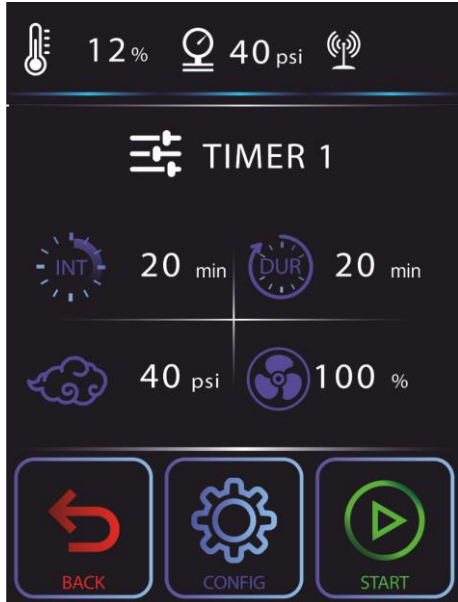 12 % 40 psi
TIMER 1
INT 20 min DUR 20 min
40 psi 100 %
BACK CONFIG START